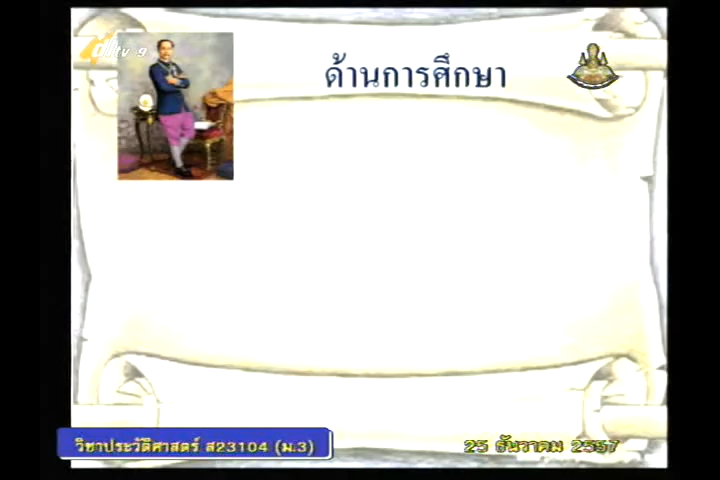 ด้านการศึกษา
วิชาประวัติศาสตร์ ส23104 (ม.3)
25 ธันวาคม 2557